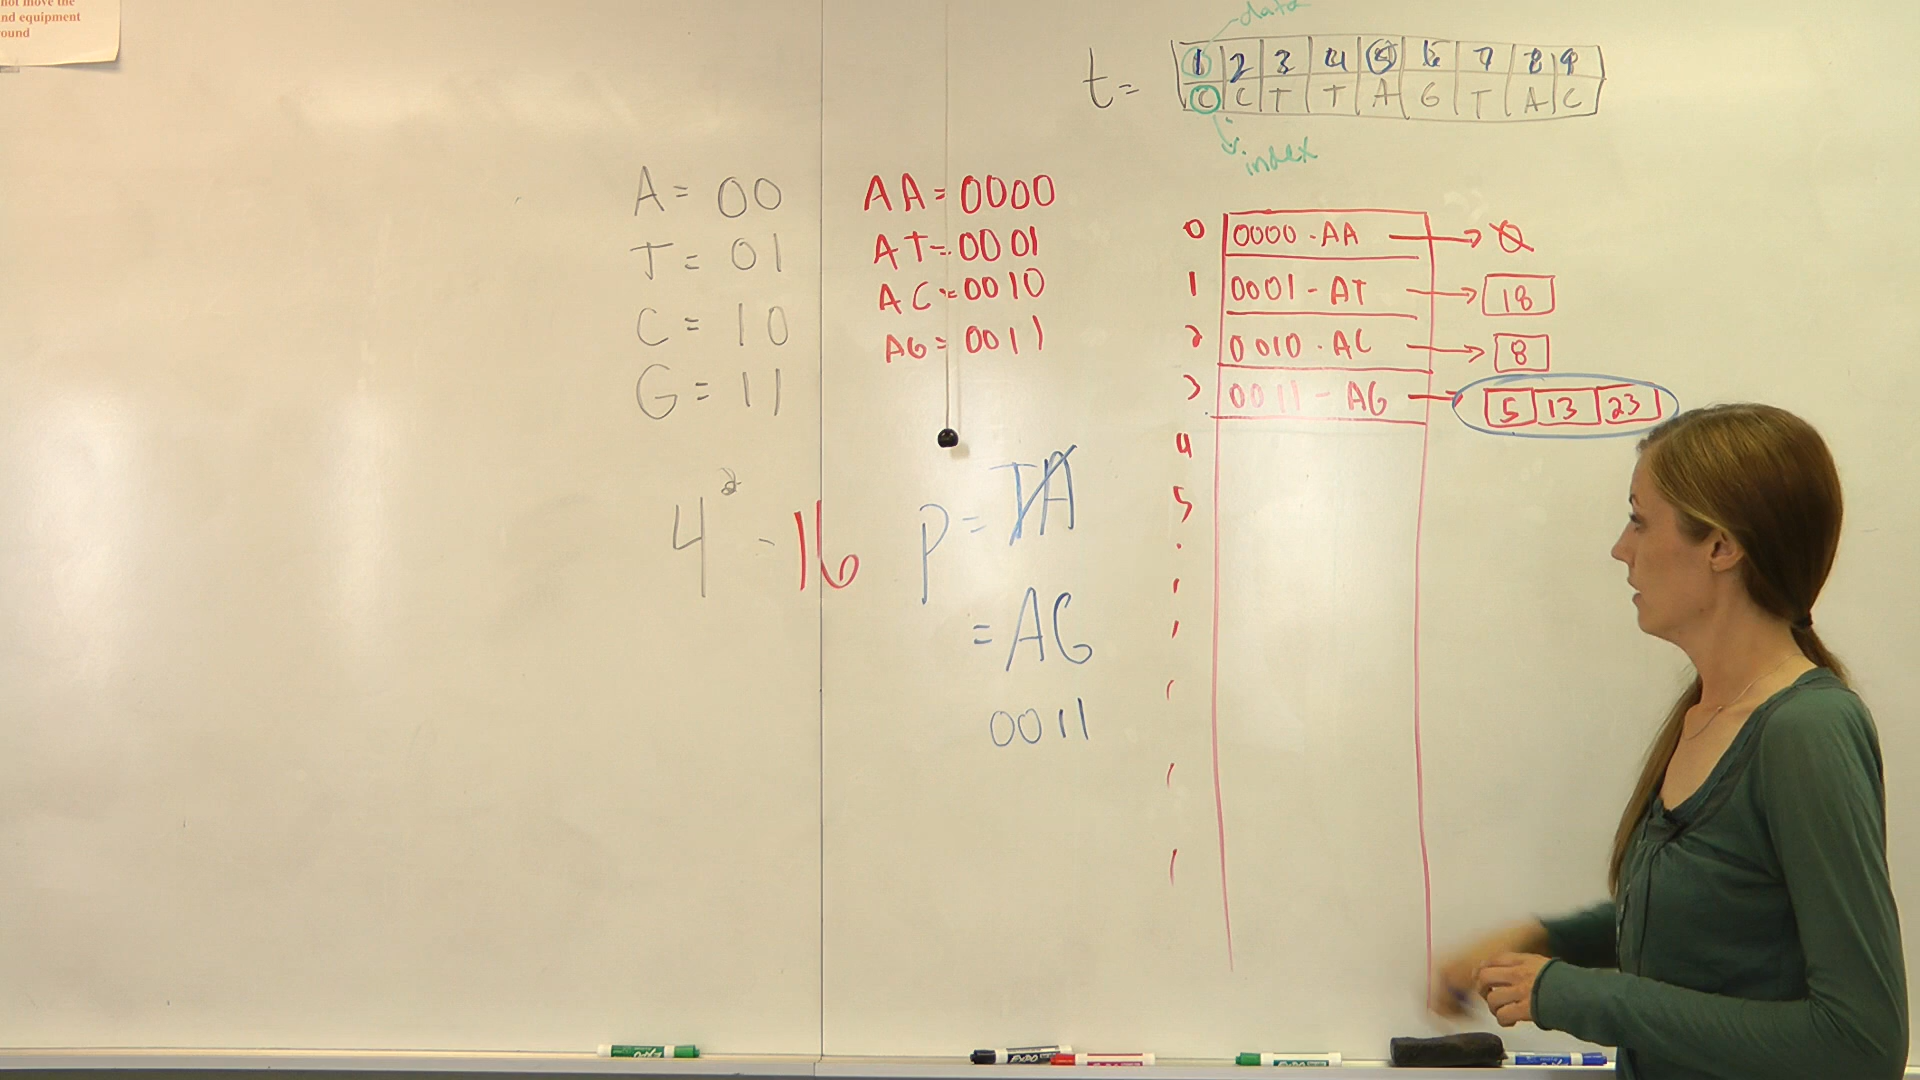 not move the
nd equipment
ound
data
t= 1 2 3 4 5 6 7 8 9
C C T T A G T A C
index
A= 00
T= 01
C= 10
G= 11
AA=0000
AT=0001
AC=0010
AG=0011
0 0000-AA → ∅
1 0001-AT → 18
2 0010-AC → 8
3 0011-AG → 5 13 23
4
5
4² - 16
P= TA
= AG
0011
EXPO